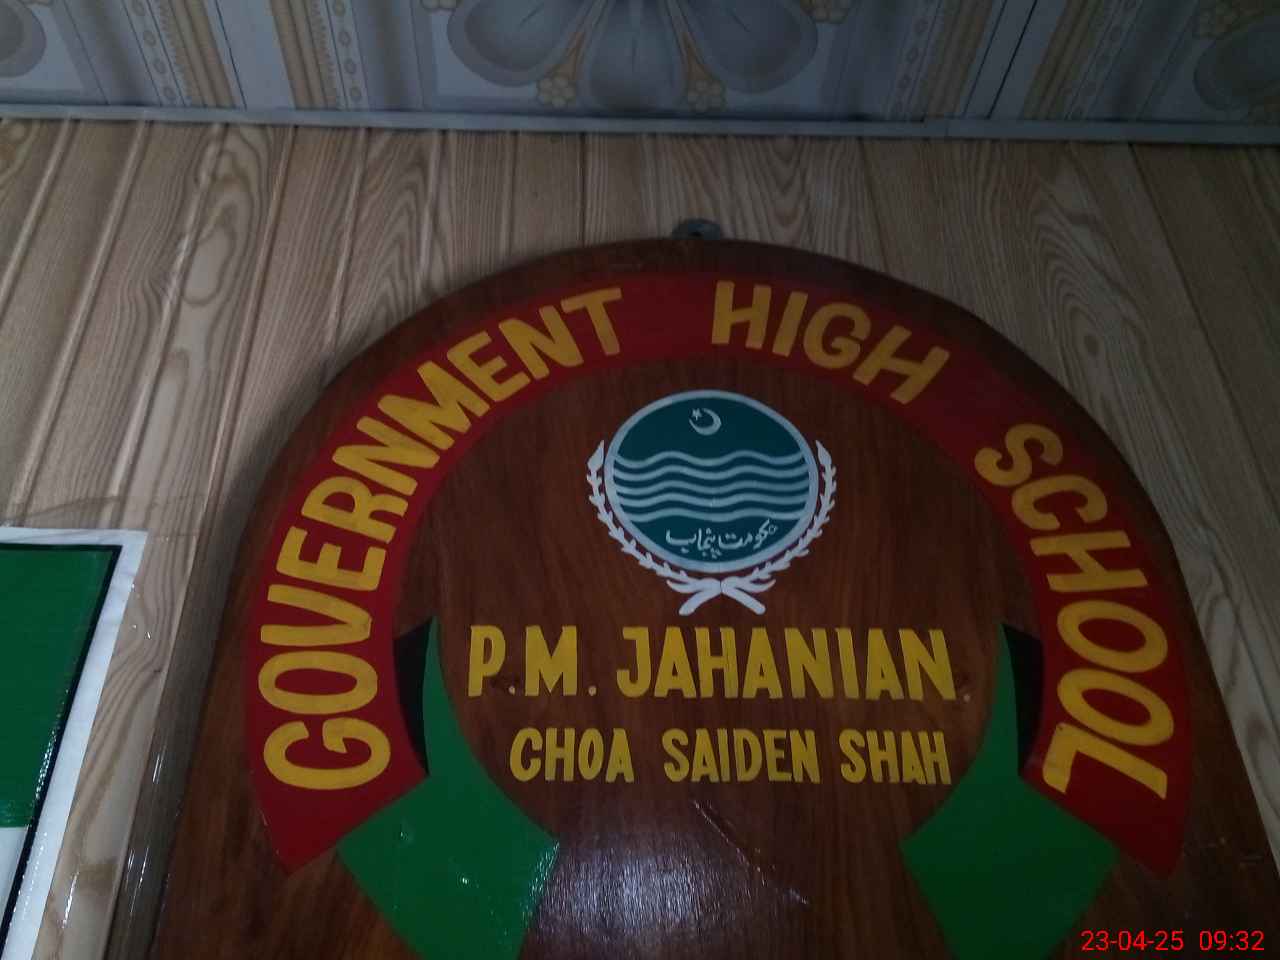 GOVERNMENT HIGH SCHOOL
حکومت پنجاب
P.M. JAHANIAN.
CHOA SAIDEN SHAH
23-04-25 09:32